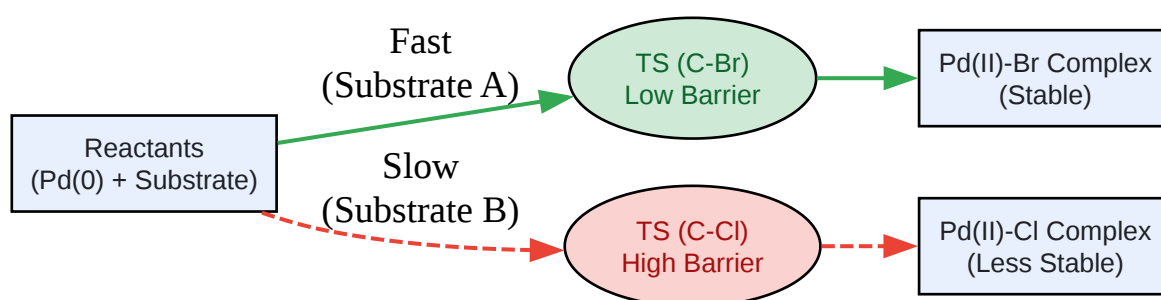 Reactants
(Pd(0) + Substrate)
Fast
(Substrate A)
TS (C-Br)
Low Barrier
Pd(II)-Br Complex
(Stable)
Slow
(Substrate B)
TS (C-Cl)
High Barrier
Pd(II)-Cl Complex
(Less Stable)